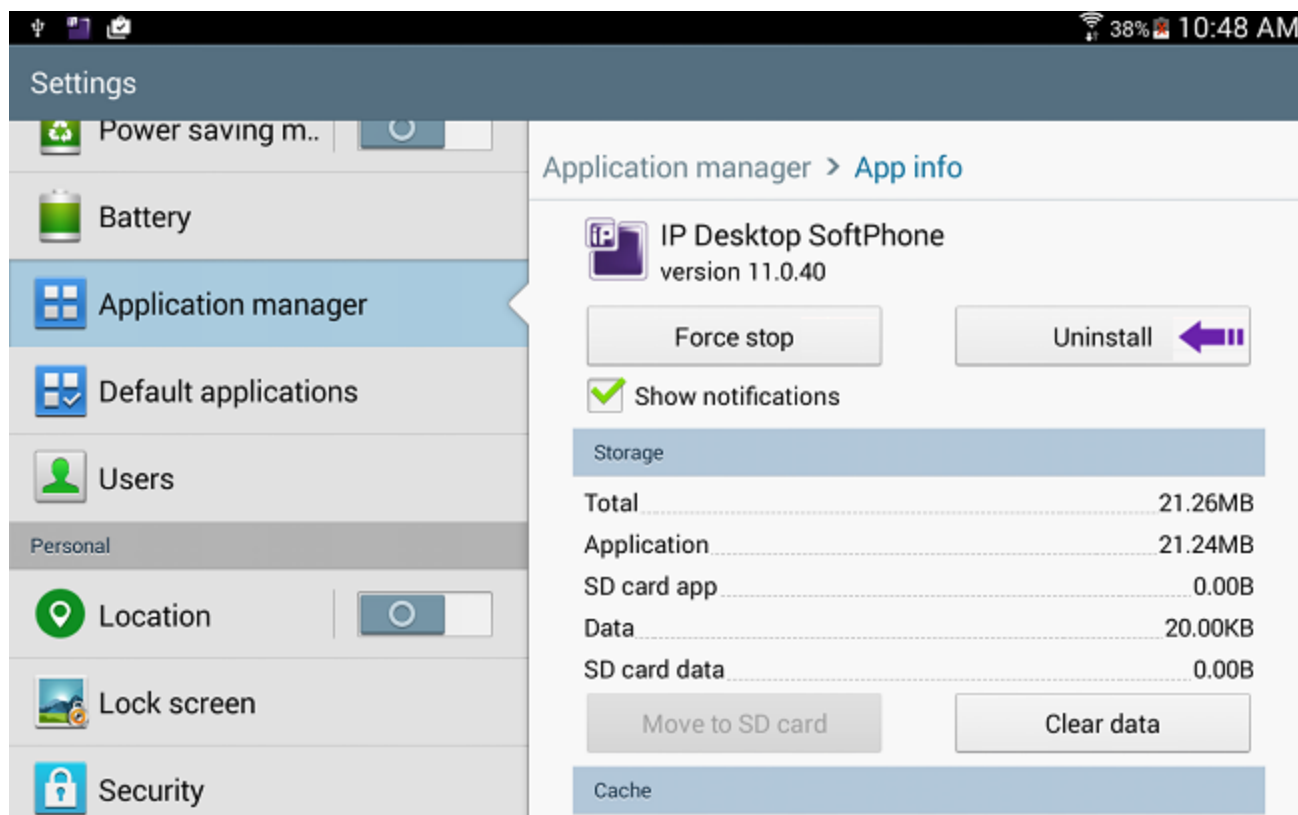 38% 10:48 AM
Settings
Power saving m..
Battery
Application manager
Default applications
Users
Personal
Location
Lock screen
Security
Application manager > App info
iP IP Desktop SoftPhone
version 11.0.40
Force stop
Uninstall
Show notifications
Storage
Total 21.26MB
Application 21.24MB
SD card app 0.00B
Data 20.00KB
SD card data 0.00B
Move to SD card
Clear data
Cache